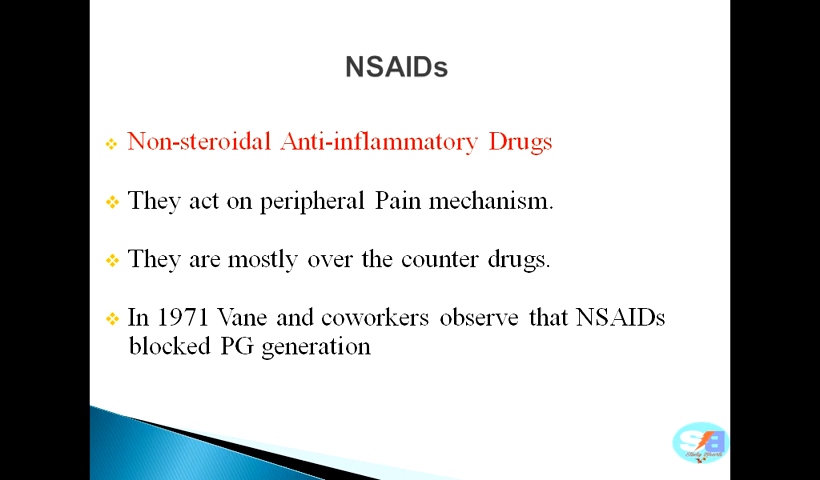 NSAIDs
Non-steroidal Anti-inflammatory Drugs
They act on peripheral Pain mechanism.
They are mostly over the counter drugs.
In 1971 Vane and coworkers observe that NSAIDs
blocked PG generation